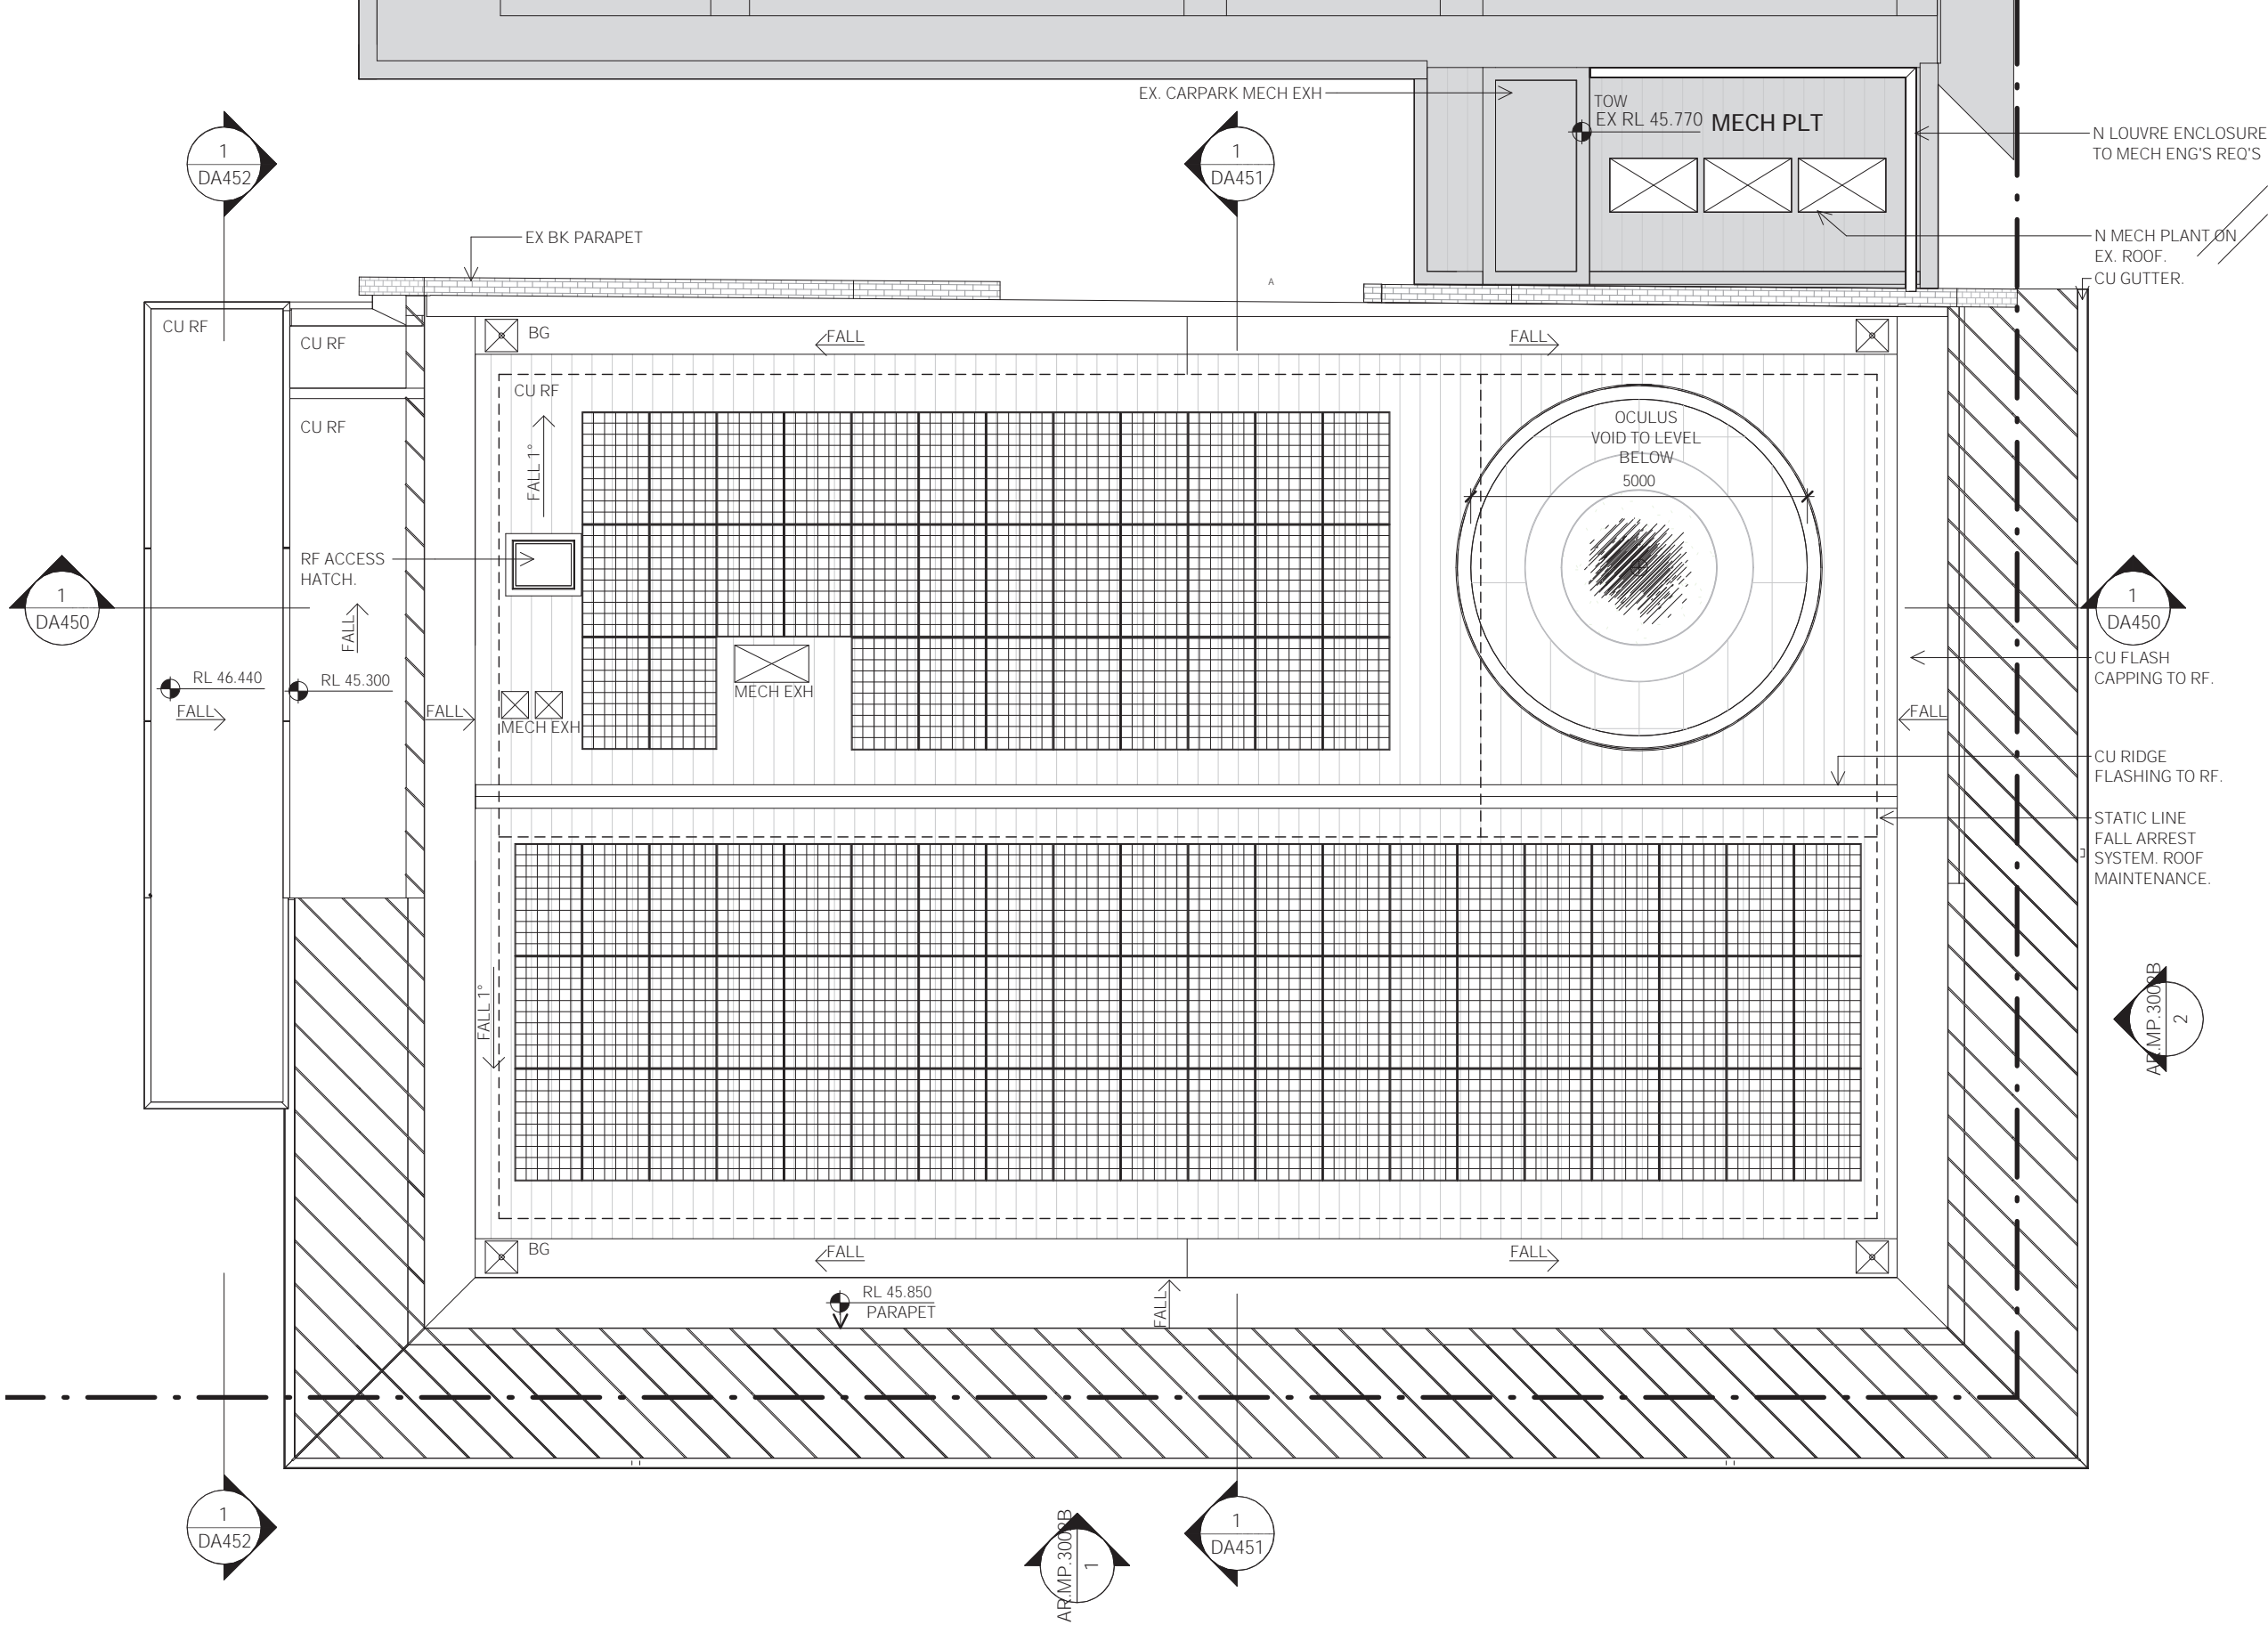 EX. CARPARK MECH EXH
TOW
EX RL 45.770
MECH PLT
N LOUVRE ENCLOSURE
TO MECH ENG'S REQ'S
1
DA452
1
DA451
EX BK PARAPET
N MECH PLANT ON
EX. ROOF.
CU GUTTER.
A
CU RF
CU RF
BG
FALL
FALL
CU RF
CU RF
FALL 1°
OCULUS
VOID TO LEVEL
BELOW
5000
RF ACCESS
HATCH.
1
DA450
1
DA450
FALL
CU FLASH
CAPPING TO RF.
RL 46.440
RL 45.300
MECH EXH
FALL
FALL
MECH EXH
FALL
CU RIDGE
FLASHING TO RF.
STATIC LINE
FALL ARREST
SYSTEM. ROOF
MAINTENANCE.
FALL 1°
2
BG
FALL
FALL
RL 45.850
PARAPET
FALL
1
DA452
1
DA451
1